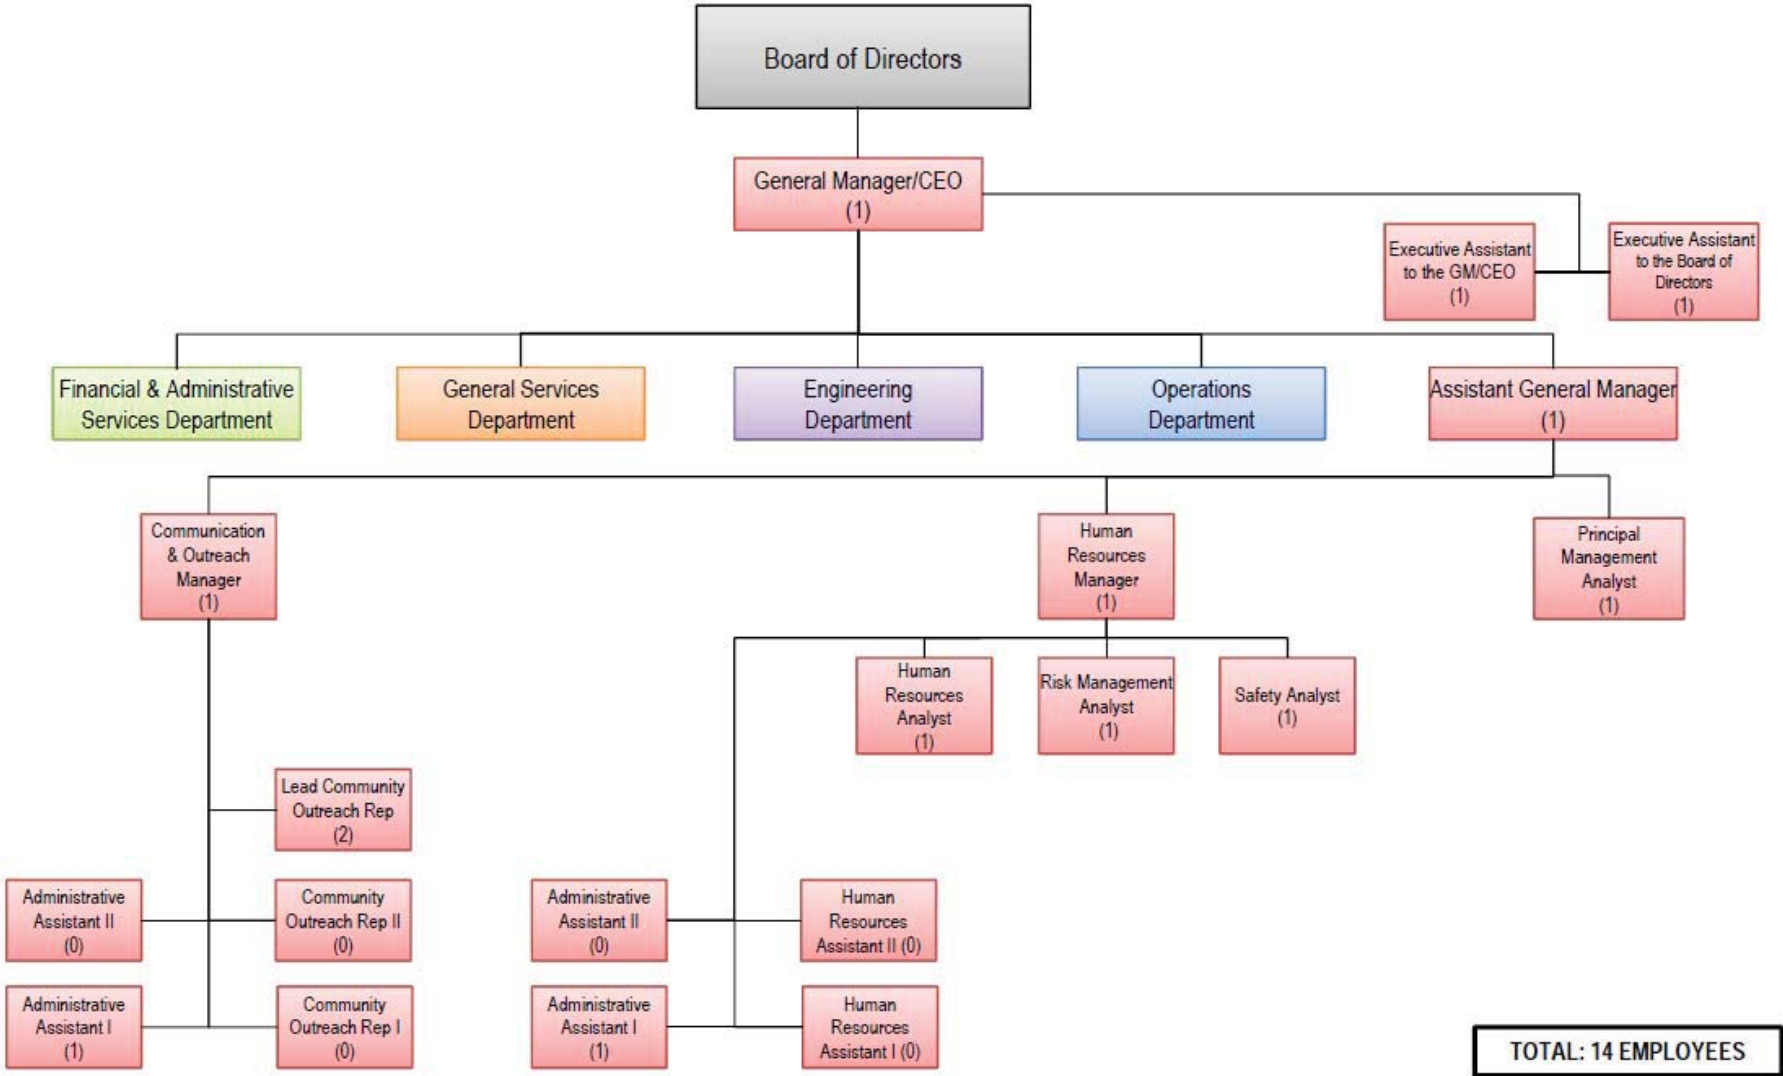 Board of Directors
General Manager/CEO
(1)
Executive Assistant
to the GM/CEO
(1)
Executive Assistant
to the Board of
Directors
(1)
Financial & Administrative
Services Department
General Services
Department
Engineering
Department
Operations
Department
Assistant General Manager
(1)
Communication
& Outreach
Manager
(1)
Human
Resources
Manager
(1)
Principal
Management
Analyst
(1)
Human
Resources
Analyst
(1)
Risk Management
Analyst
(1)
Safety Analyst
(1)
Lead Community
Outreach Rep
(2)
Administrative
Assistant II
(0)
Community
Outreach Rep II
(0)
Administrative
Assistant II
(0)
Human
Resources
Assistant II (0)
Administrative
Assistant I
(1)
Community
Outreach Rep I
(0)
Administrative
Assistant I
(1)
Human
Resources
Assistant I (0)
TOTAL: 14 EMPLOYEES